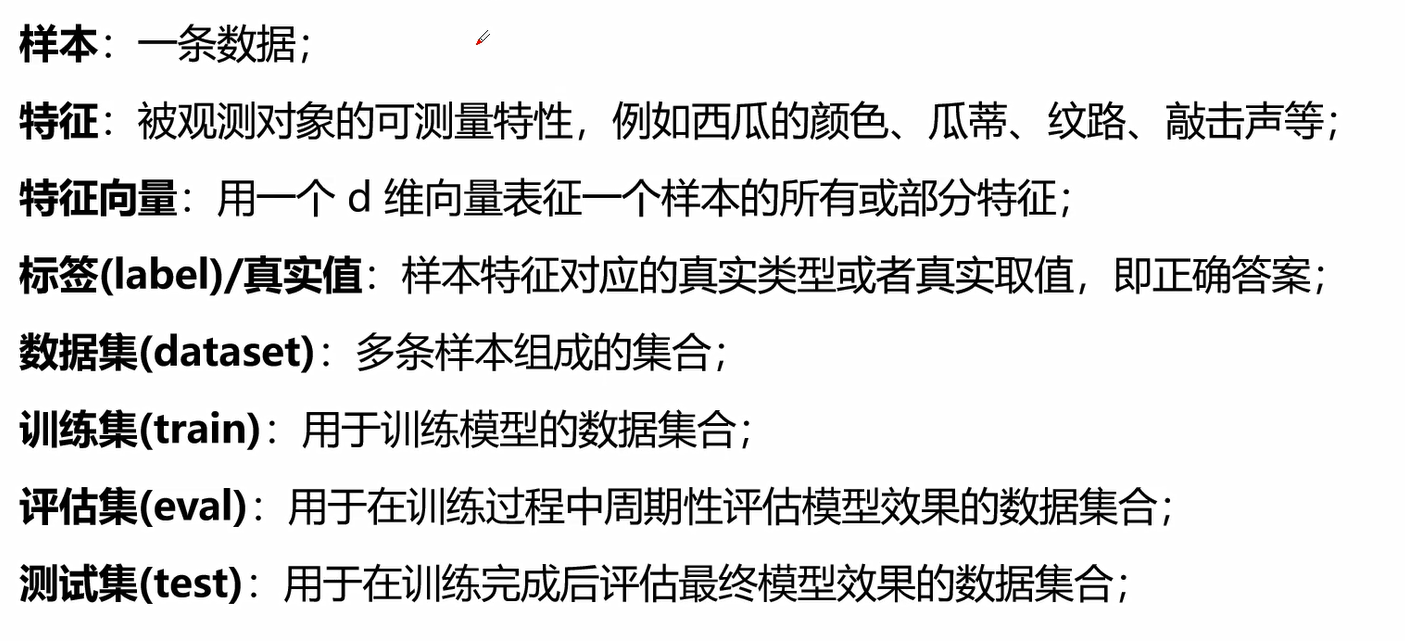 样本：一条数据；
特征：被观测对象的可测量特性，例如西瓜的颜色、瓜蒂、纹路、敲击声等；
特征向量：用一个 d 维向量表征一个样本的所有或部分特征；
标签(label)/真实值：样本特征对应的真实类型或者真实取值，即正确答案；
数据集(dataset)：多条样本组成的集合；
训练集(train)：用于训练模型的数据集合；
评估集(eval)：用于在训练过程中周期性评估模型效果的数据集合；
测试集(test)：用于在训练完成后评估最终模型效果的数据集合；